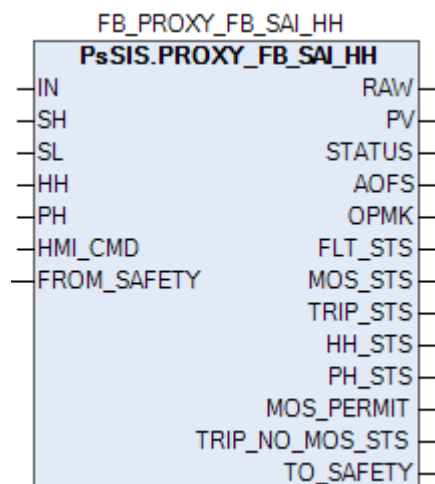 FB_PROXY_FB_SAI_HH
PsSIS.PROXY_FB_SAI_HH
IN RAW
SH PV
SL STATUS
HH AOFS
PH OPMK
HMI_CMD FLT_STS
FROM_SAFETY MOS_STS
TRIP_STS
HH_STS
PH_STS
MOS_PERMIT
TRIP_NO_MOS_STS
TO_SAFETY